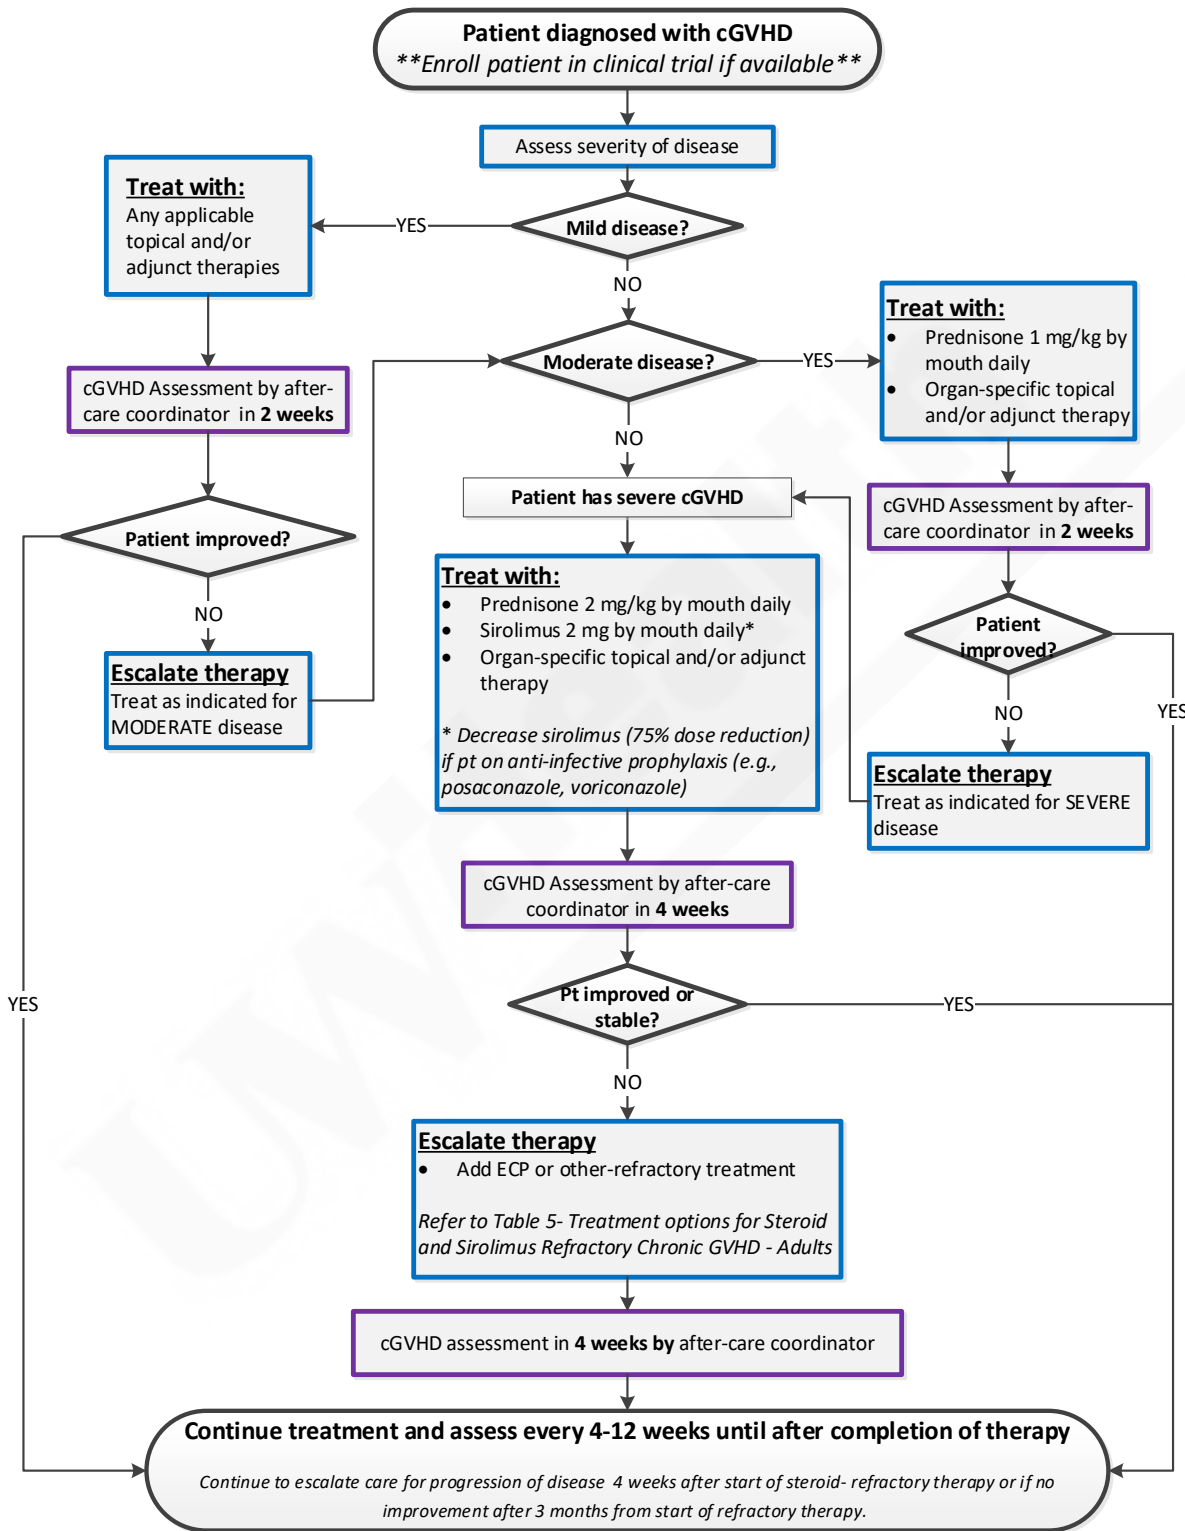 Patient diagnosed with cGVHD
**Enroll patient in clinical trial if available**
Assess severity of disease
Mild disease?
YES
Treat with:
Any applicable
topical and/or
adjunct therapies
cGVHD Assessment by after-
care coordinator in 2 weeks
Patient improved?
NO
Escalate therapy
Treat as indicated for
MODERATE disease
YES
NO
Moderate disease?
YES
Treat with:
• Prednisone 1 mg/kg by
mouth daily
• Organ-specific topical
and/or adjunct therapy
cGVHD Assessment by after-
care coordinator in 2 weeks
Patient
improved?
NO
YES
Escalate therapy
Treat as indicated for SEVERE
disease
NO
Patient has severe cGVHD
Treat with:
• Prednisone 2 mg/kg by mouth daily
• Sirolimus 2 mg by mouth daily*
• Organ-specific topical and/or adjunct
therapy
* Decrease sirolimus (75% dose reduction)
if pt on anti-infective prophylaxis (e.g.,
posaconazole, voriconazole)
cGVHD Assessment by after-care
coordinator in 4 weeks
Pt improved or
stable?
YES
NO
Escalate therapy
• Add ECP or other-refractory treatment
Refer to Table 5- Treatment options for Steroid
and Sirolimus Refractory Chronic GVHD - Adults
cGVHD assessment in 4 weeks by after-care coordinator
Continue treatment and assess every 4-12 weeks until after completion of therapy
Continue to escalate care for progression of disease 4 weeks after start of steroid- refractory therapy or if no
improvement after 3 months from start of refractory therapy.
UWHealth